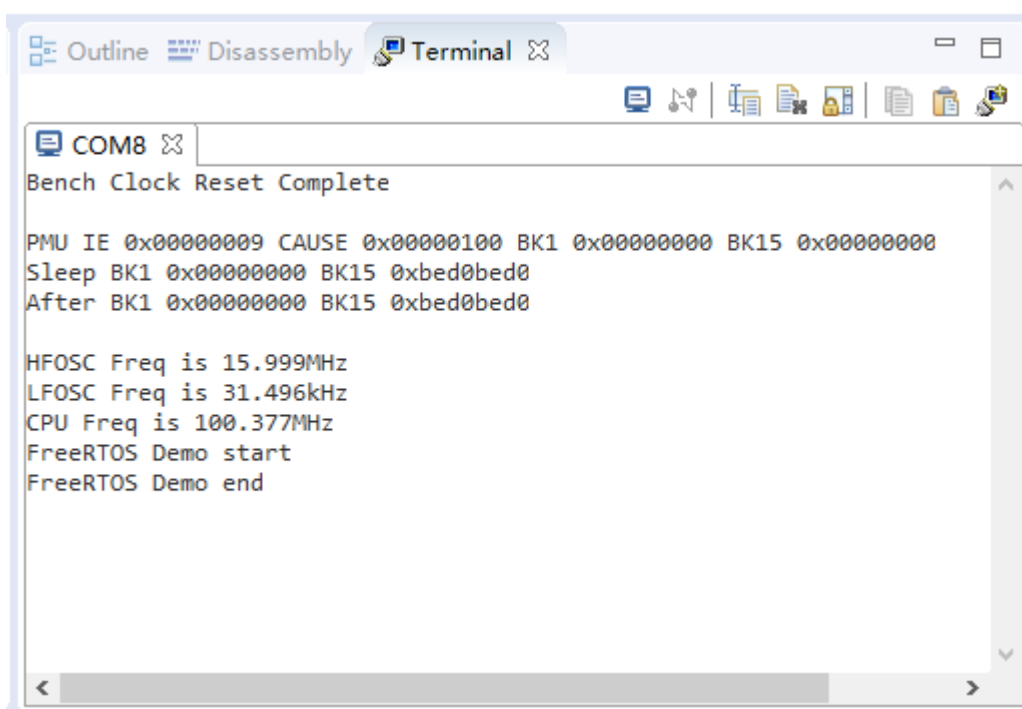 Outline Disassembly Terminal
COM8
Bench Clock Reset Complete
PMU IE 0x00000009 CAUSE 0x00000100 BK1 0x00000000 BK15 0x00000000
Sleep BK1 0x00000000 BK15 0xbed0bed0
After BK1 0x00000000 BK15 0xbed0bed0
HFOSC Freq is 15.999MHz
LFOSC Freq is 31.496kHz
CPU Freq is 100.377MHz
FreeRTOS Demo start
FreeRTOS Demo end